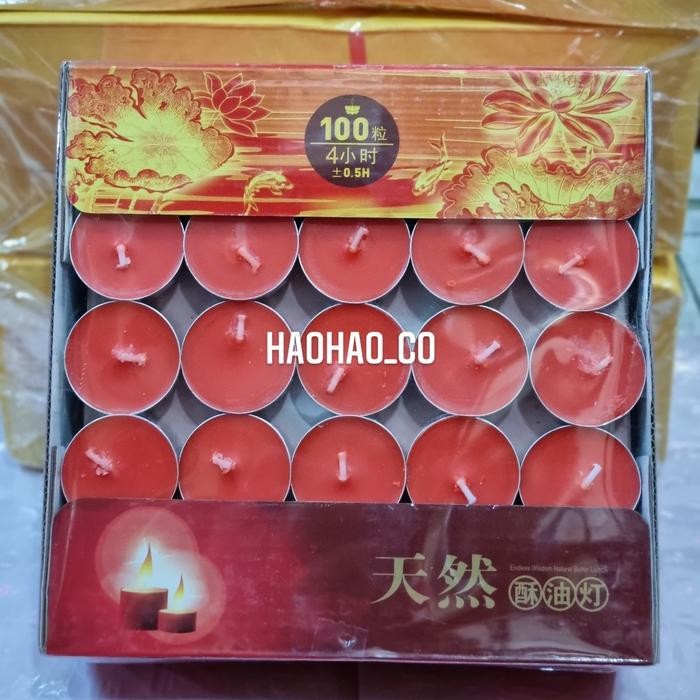 100粒
4小时
±0.5H
HAOHAO_CO
天然
Endless Wisdom Natural Butter Lamps
酥油灯